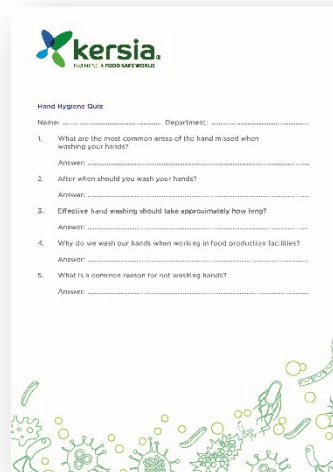 kersia.
INVENTING A FOOD SAFE WORLD
Hand Hygiene Quiz
Name: ........................................ Department: ........................................
1. What are the most common areas of the hand missed when
washing your hands?
Answer: ........................................
2. After when should you wash your hands?
Answer: ........................................
3. Effective hand washing should take approximately how long?
Answer: ........................................
4. Why do we wash our hands when working in food production facilities?
Answer: ........................................
5. What is a common reason for not washing hands?
Answer: ........................................